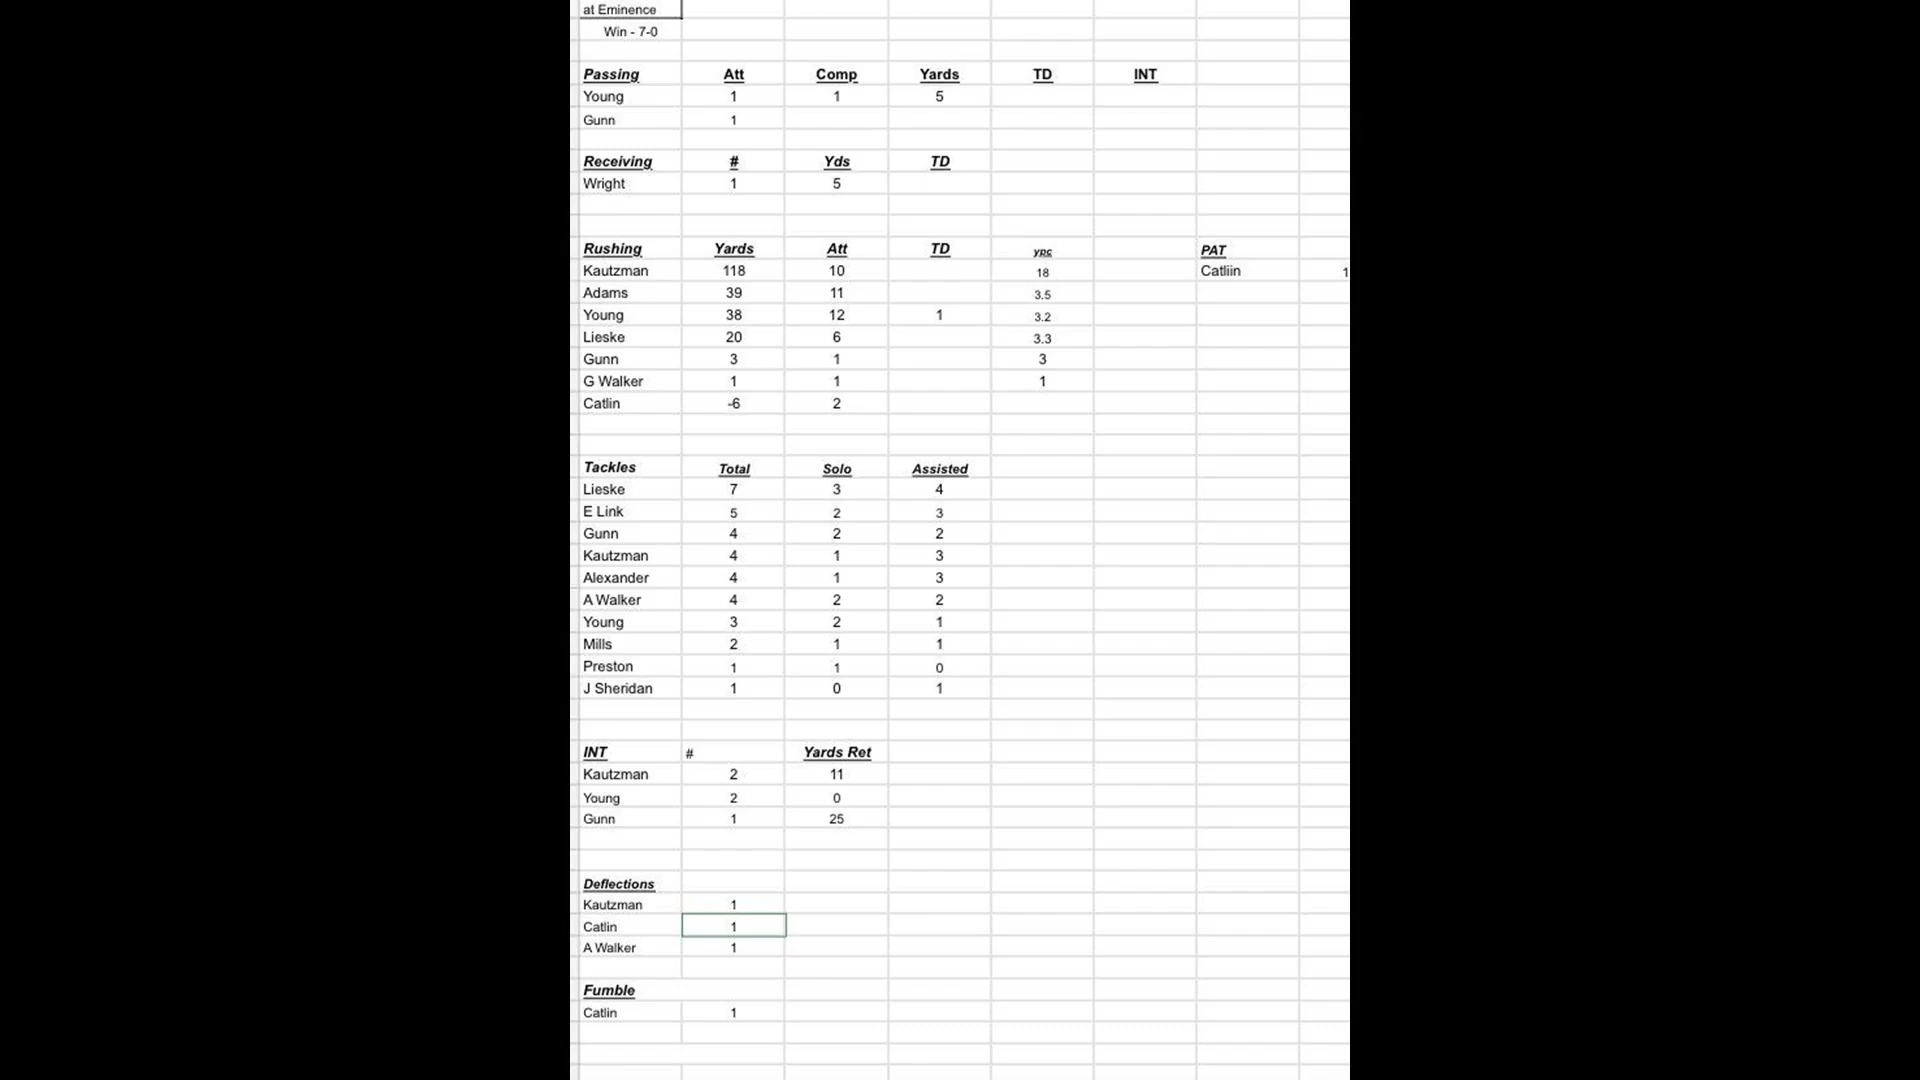 at Eminence
Win - 7-0
Passing Att Comp Yards TD INT
Young 1 1 5
Gunn 1
Receiving # Yds TD
Wright 1 5
Rushing Yards Att TD ypc PAT
Kautzman 118 10 18 Catliin 1
Adams 39 11 3.5
Young 38 12 1 3.2
Lieske 20 6 3.3
Gunn 3 1 3
G Walker 1 1 1
Catlin -6 2
Tackles Total Solo Assisted
Lieske 7 3 4
E Link 5 2 3
Gunn 4 2 2
Kautzman 4 1 3
Alexander 4 1 3
A Walker 4 2 2
Young 3 2 1
Mills 2 1 1
Preston 1 1 0
J Sheridan 1 0 1
INT # Yards Ret
Kautzman 2 11
Young 2 0
Gunn 1 25
Deflections
Kautzman 1
Catlin 1
A Walker 1
Fumble
Catlin 1